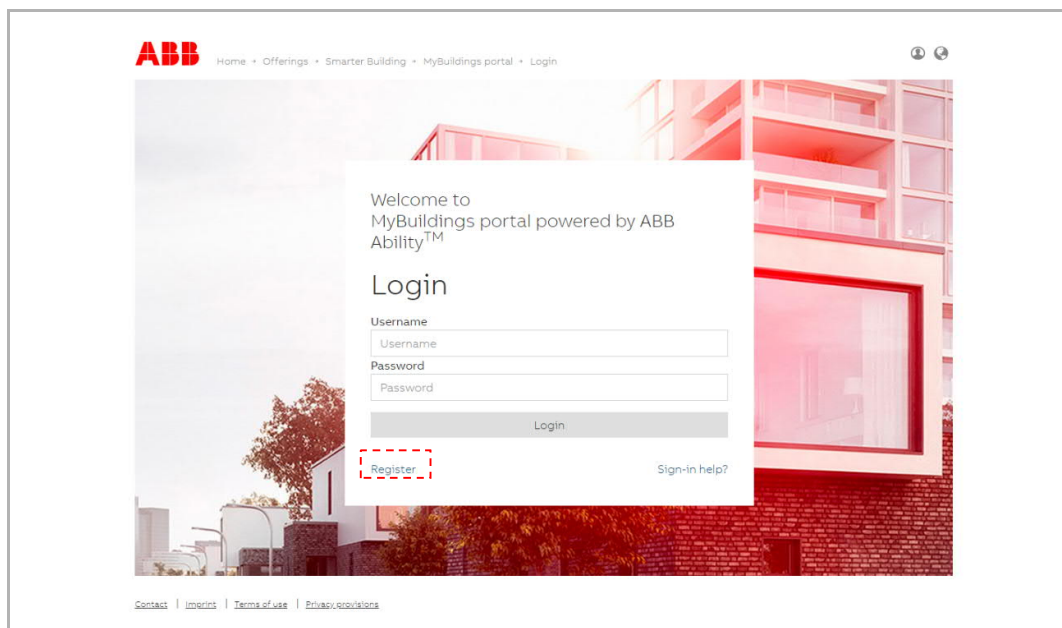 ABB
Home • Offerings • Smarter Building • MyBuildings portal • Login
Welcome to
MyBuildings portal powered by ABB
Ability™
Login
Username
Username
Password
Password
Login
Register
Sign-in help?
Contact | Imprint | Terms of use | Privacy provisions